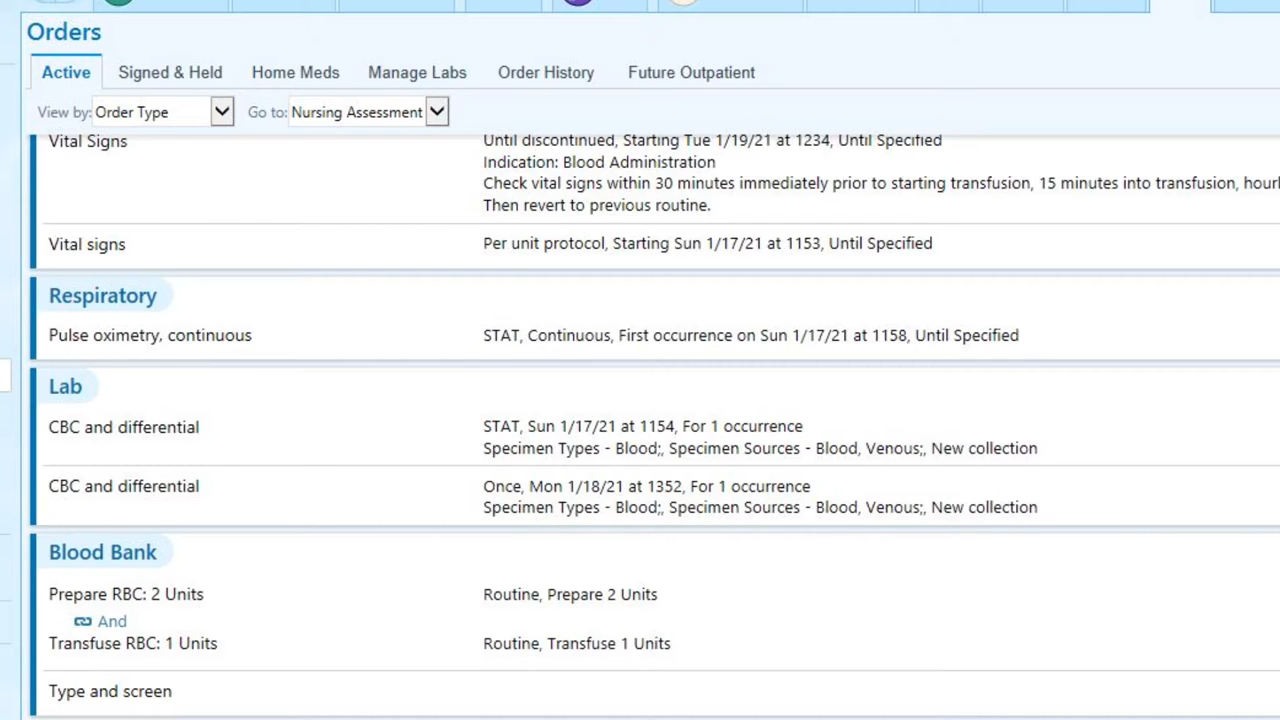 Orders
Active Signed & Held Home Meds Manage Labs Order History Future Outpatient
View by: Order Type Go to: Nursing Assessment
Vital Signs Until discontinued, Starting Tue 1/19/21 at 1234, Until Specified
Indication: Blood Administration
Check vital signs within 30 minutes immediately prior to starting transfusion, 15 minutes into transfusion,
Then revert to previous routine.
Vital signs Per unit protocol, Starting Sun 1/17/21 at 1153, Until Specified
Respiratory
Pulse oximetry, continuous STAT, Continuous, First occurrence on Sun 1/17/21 at 1158, Until Specified
Lab
CBC and differential STAT, Sun 1/17/21 at 1154, For 1 occurrence
Specimen Types - Blood;, Specimen Sources - Blood, Venous;, New collection
CBC and differential Once, Mon 1/18/21 at 1352, For 1 occurrence
Specimen Types - Blood;, Specimen Sources - Blood, Venous;, New collection
Blood Bank
Prepare RBC: 2 Units Routine, Prepare 2 Units
And
Transfuse RBC: 1 Units Routine, Transfuse 1 Units
Type and screen